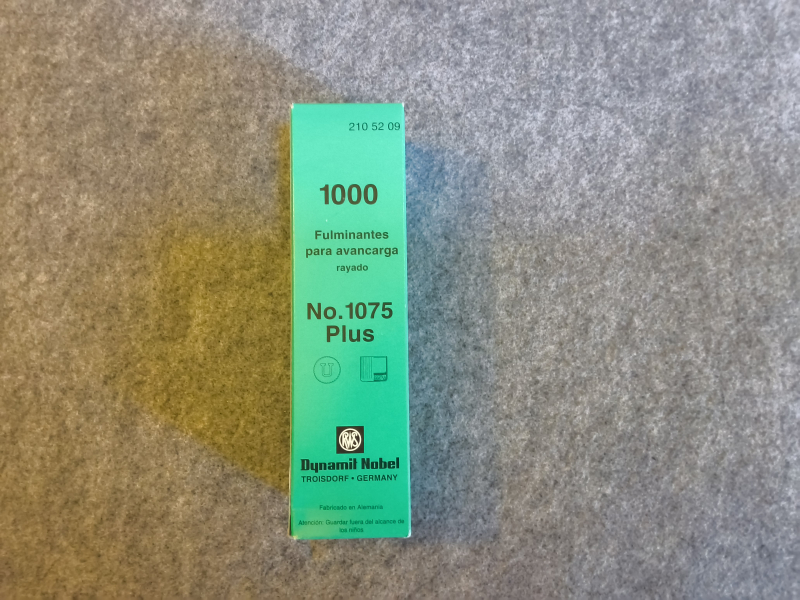 210 52 09
1000
Fulminantes
para avancarga
rayado
No.1075
Plus
U
RWS
Dynamit Nobel
TROISDORF • GERMANY
Fabricado en Alemania
Atención: Guardar fuera del alcance de
los niños